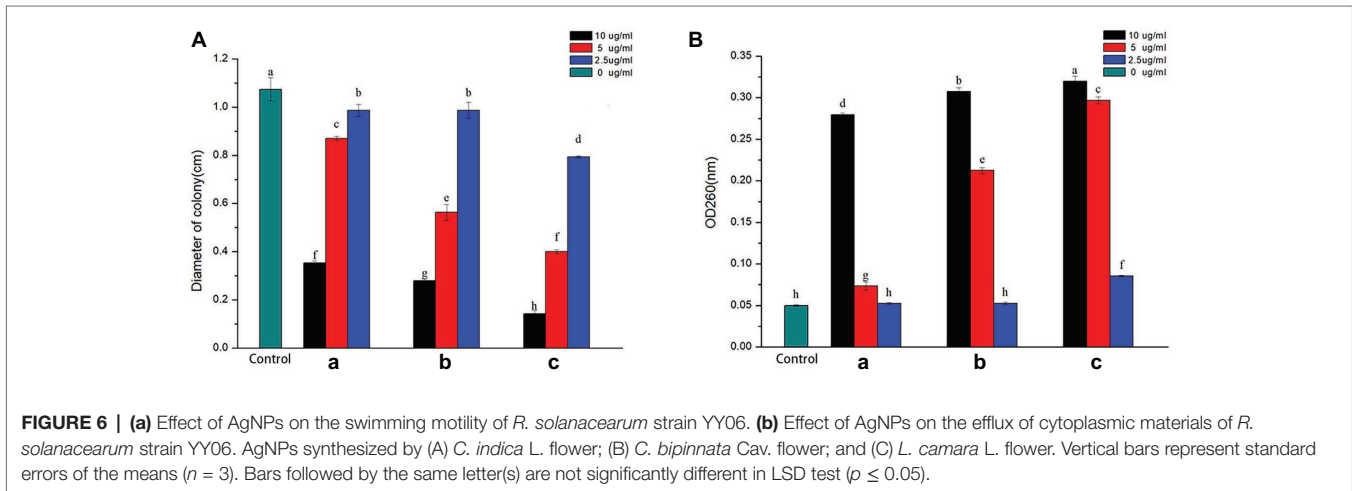 A
10 ug/ml
5 ug/ml
2.5ug/ml
0 ug/ml
1.2
1.0
0.8
0.6
0.4
0.2
0.0
Diameter of colony(cm)
a
f
c
b
g
e
b
h
f
d
Control
a
b
c
B
10 ug/ml
5 ug/ml
2.5ug/ml
0 ug/ml
0.35
0.30
0.25
0.20
0.15
0.10
0.05
0.00
OD260(nm)
h
d
g
h
b
e
h
a
c
f
Control
a
b
c
FIGURE 6 | (a) Effect of AgNPs on the swimming motility of R. solanacearum strain YY06. (b) Effect of AgNPs on the efflux of cytoplasmic materials of R.
solanacearum strain YY06. AgNPs synthesized by (A) C. indica L. flower; (B) C. bipinnata Cav. flower; and (C) L. camara L. flower. Vertical bars represent standard
errors of the means (n = 3). Bars followed by the same letter(s) are not significantly different in LSD test (p ≤ 0.05).